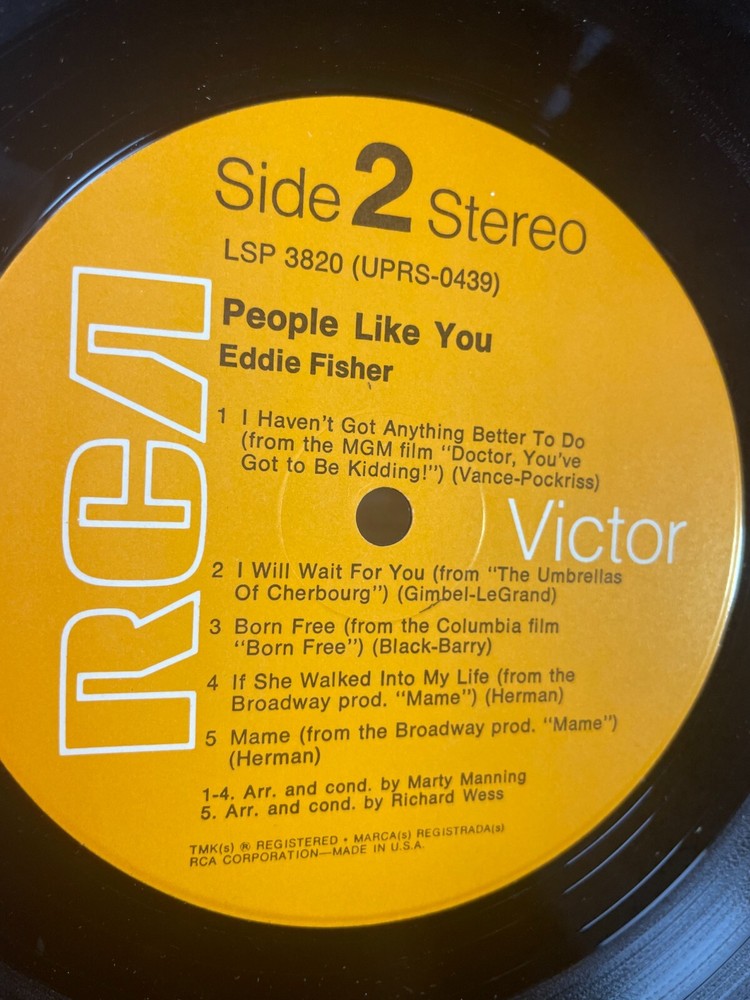 Side 2 Stereo
LSP 3820 (UPRS-0439)
People Like You
Eddie Fisher
1 I Haven't Got Anything Better To Do
(from the MGM film "Doctor, You've
Got to Be Kidding!") (Vance-Pockriss)
RCA
Victor
2 I Will Wait For You (from "The Umbrellas
Of Cherbourg") (Gimbel-LeGrand)
3 Born Free (from the Columbia film
"Born Free") (Black-Barry)
4 If She Walked Into My Life (from the
Broadway prod. "Mame") (Herman)
5 Mame (from the Broadway prod. "Mame")
(Herman)
1-4. Arr. and cond. by Marty Manning
5. Arr. and cond. by Richard Wess
TMK(s) ® REGISTERED • MARCA(s) REGISTRADA(s)
RCA CORPORATION—MADE IN U.S.A.